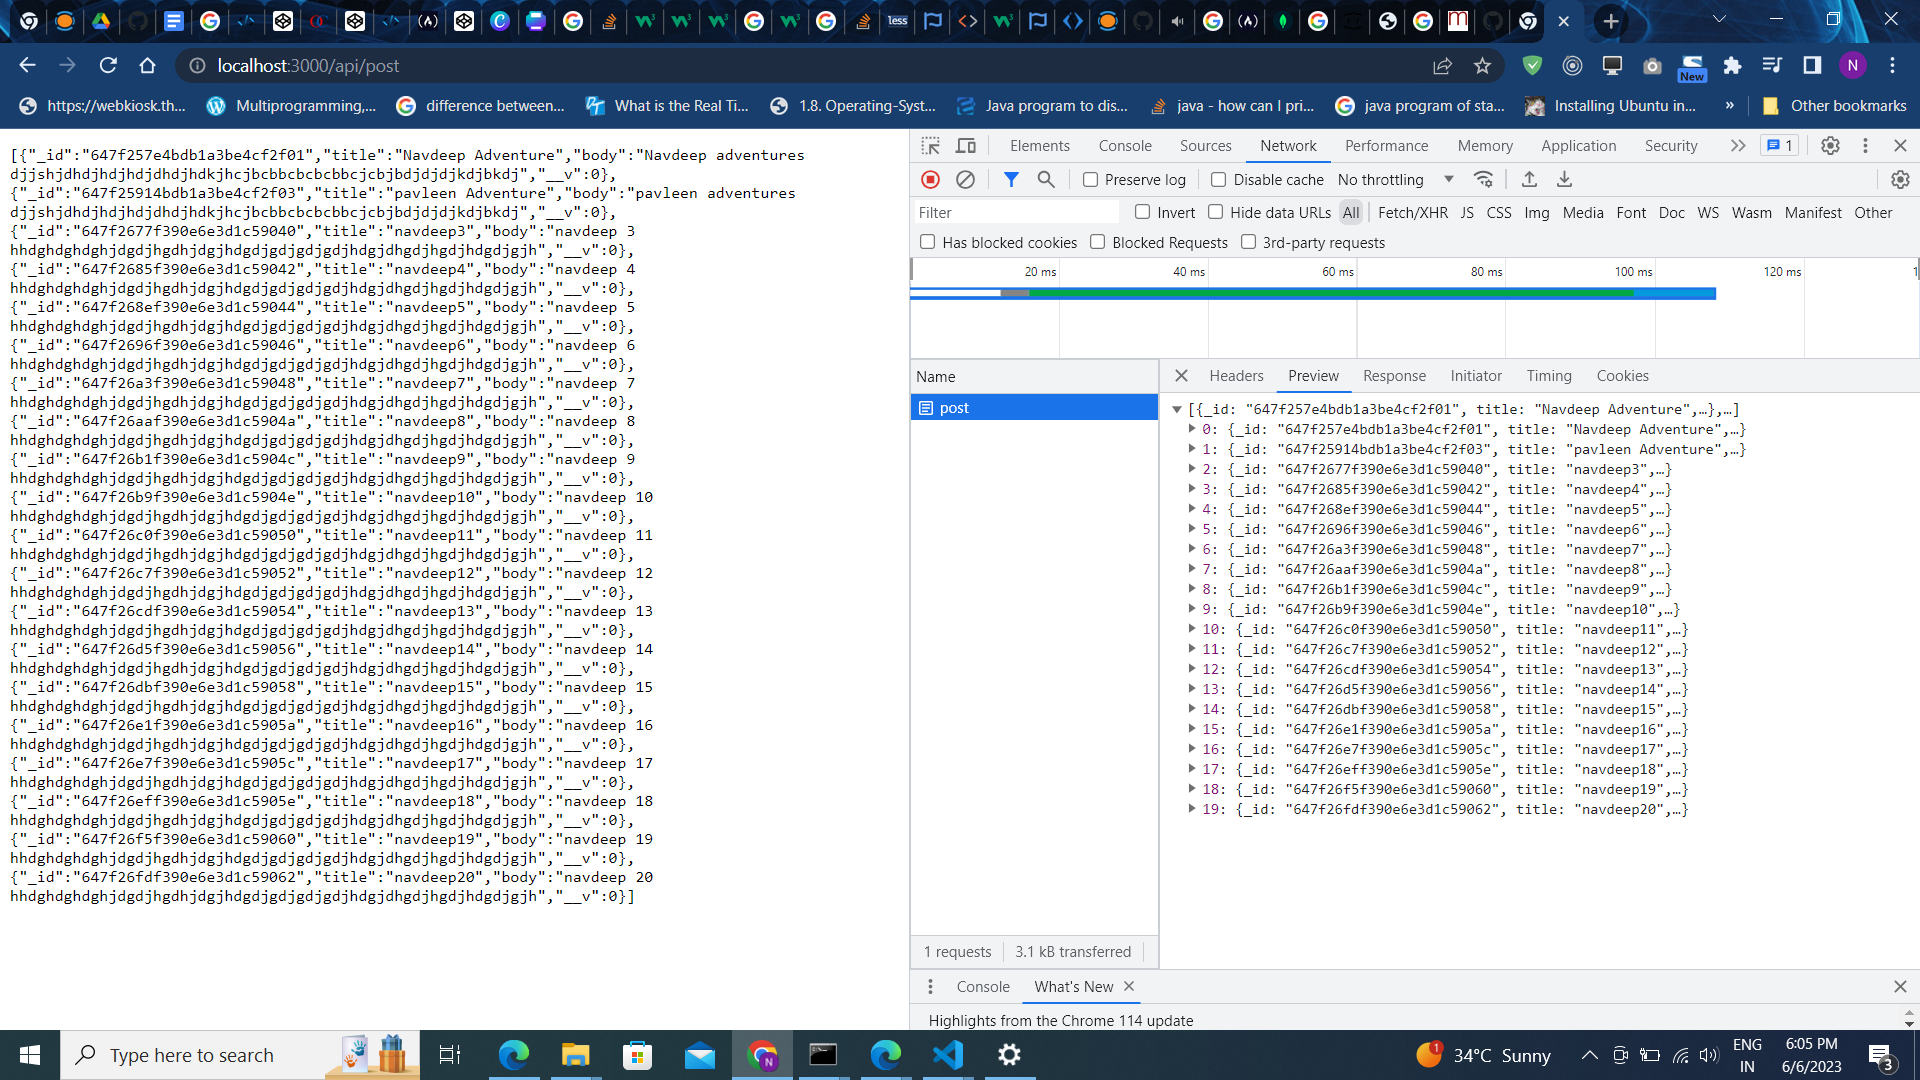 localhost:3000/api/post
New
N
https://webkiosk.th...
Multiprogramming,...
difference between...
What is the Real Ti...
1.8. Operating-Syst...
Java program to dis...
java - how can I pri...
java program of sta...
Installing Ubuntu in...
»
Other bookmarks
[{"_id":"647f257e4bdb1a3be4cf2f01","title":"Navdeep Adventure","body":"Navdeep adventures
djjshjdhdjhdjhdjdhdjhdkjhcjbcbbcbcbcbbcjcbjbdjdjdjkdjbkdj","__v":0},
{"_id":"647f25914bdb1a3be4cf2f03","title":"pavleen Adventure","body":"pavleen adventures
djjshjdhdjhdjhdjdhdjhdkjhcjbcbbcbcbcbbcjcbjbdjdjdjkdjbkdj","__v":0},
{"_id":"647f2677f390e6e3d1c59040","title":"navdeep3","body":"navdeep 3
hhdghdghdghjdgdjhgdhjdgjhdgdjgdjgdjgdjhdgjdhgdjhgdjhgdjgjh","__v":0},
{"_id":"647f2685f390e6e3d1c59042","title":"navdeep4","body":"navdeep 4
hhdghdghdghjdgdjhgdhjdgjhdgdjgdjgdjgdjhdgjdhgdjhgdjhgdjgjh","__v":0},
{"_id":"647f268ef390e6e3d1c59044","title":"navdeep5","body":"navdeep 5
hhdghdghdghjdgdjhgdhjdgjhdgdjgdjgdjgdjhdgjdhgdjhgdjhgdjgjh","__v":0},
{"_id":"647f2696f390e6e3d1c59046","title":"navdeep6","body":"navdeep 6
hhdghdghdghjdgdjhgdhjdgjhdgdjgdjgdjgdjhdgjdhgdjhgdjhgdjgjh","__v":0},
{"_id":"647f26a3f390e6e3d1c59048","title":"navdeep7","body":"navdeep 7
hhdghdghdghjdgdjhgdhjdgjhdgdjgdjgdjgdjhdgjdhgdjhgdjhgdjgjh","__v":0},
{"_id":"647f26aaf390e6e3d1c5904a","title":"navdeep8","body":"navdeep 8
hhdghdghdghjdgdjhgdhjdgjhdgdjgdjgdjgdjhdgjdhgdjhgdjhgdjgjh","__v":0},
{"_id":"647f26b1f390e6e3d1c5904c","title":"navdeep9","body":"navdeep 9
hhdghdghdghjdgdjhgdhjdgjhdgdjgdjgdjgdjhdgjdhgdjhgdjhgdjgjh","__v":0},
{"_id":"647f26b9f390e6e3d1c5904e","title":"navdeep10","body":"navdeep 10
hhdghdghdghjdgdjhgdhjdgjhdgdjgdjgdjgdjhdgjdhgdjhgdjhgdjgjh","__v":0},
{"_id":"647f26c0f390e6e3d1c59050","title":"navdeep11","body":"navdeep 11
hhdghdghdghjdgdjhgdhjdgjhdgdjgdjgdjgdjhdgjdhgdjhgdjhgdjgjh","__v":0},
{"_id":"647f26c7f390e6e3d1c59052","title":"navdeep12","body":"navdeep 12
hhdghdghdghjdgdjhgdhjdgjhdgdjgdjgdjgdjhdgjdhgdjhgdjhgdjgjh","__v":0},
{"_id":"647f26cdf390e6e3d1c59054","title":"navdeep13","body":"navdeep 13
hhdghdghdghjdgdjhgdhjdgjhdgdjgdjgdjgdjhdgjdhgdjhgdjhgdjgjh","__v":0},
{"_id":"647f26d5f390e6e3d1c59056","title":"navdeep14","body":"navdeep 14
hhdghdghdghjdgdjhgdhjdgjhdgdjgdjgdjgdjhdgjdhgdjhgdjhgdjgjh","__v":0},
{"_id":"647f26dbf390e6e3d1c59058","title":"navdeep15","body":"navdeep 15
hhdghdghdghjdgdjhgdhjdgjhdgdjgdjgdjgdjhdgjdhgdjhgdjhgdjgjh","__v":0},
{"_id":"647f26e1f390e6e3d1c5905a","title":"navdeep16","body":"navdeep 16
hhdghdghdghjdgdjhgdhjdgjhdgdjgdjgdjgdjhdgjdhgdjhgdjhgdjgjh","__v":0},
{"_id":"647f26e7f390e6e3d1c5905c","title":"navdeep17","body":"navdeep 17
hhdghdghdghjdgdjhgdhjdgjhdgdjgdjgdjgdjhdgjdhgdjhgdjhgdjgjh","__v":0},
{"_id":"647f26eff390e6e3d1c5905e","title":"navdeep18","body":"navdeep 18
hhdghdghdghjdgdjhgdhjdgjhdgdjgdjgdjgdjhdgjdhgdjhgdjhgdjgjh","__v":0},
{"_id":"647f26f5f390e6e3d1c59060","title":"navdeep19","body":"navdeep 19
hhdghdghdghjdgdjhgdhjdgjhdgdjgdjgdjgdjhdgjdhgdjhgdjhgdjgjh","__v":0},
{"_id":"647f26fdf390e6e3d1c59062","title":"navdeep20","body":"navdeep 20
hhdghdghdghjdgdjhgdhjdgjhdgdjgdjgdjgdjhdgjdhgdjhgdjhgdjgjh","__v":0}]
Elements Console Sources Network Performance Memory Application Security 1
Preserve log Disable cache No throttling
Filter Invert Hide data URLs All Fetch/XHR JS CSS Img Media Font Doc WS Wasm Manifest Other
Has blocked cookies Blocked Requests 3rd-party requests
20 ms 40 ms 60 ms 80 ms 100 ms 120 ms
Name
post
1 requests 3.1 kB transferred
Headers Preview Response Initiator Timing Cookies
[{_id: "647f257e4bdb1a3be4cf2f01", title: "Navdeep Adventure",…},…]
0: {_id: "647f257e4bdb1a3be4cf2f01", title: "Navdeep Adventure",…}
1: {_id: "647f25914bdb1a3be4cf2f03", title: "pavleen Adventure",…}
2: {_id: "647f2677f390e6e3d1c59040", title: "navdeep3",…}
3: {_id: "647f2685f390e6e3d1c59042", title: "navdeep4",…}
4: {_id: "647f268ef390e6e3d1c59044", title: "navdeep5",…}
5: {_id: "647f2696f390e6e3d1c59046", title: "navdeep6",…}
6: {_id: "647f26a3f390e6e3d1c59048", title: "navdeep7",…}
7: {_id: "647f26aaf390e6e3d1c5904a", title: "navdeep8",…}
8: {_id: "647f26b1f390e6e3d1c5904c", title: "navdeep9",…}
9: {_id: "647f26b9f390e6e3d1c5904e", title: "navdeep10",…}
10: {_id: "647f26c0f390e6e3d1c59050", title: "navdeep11",…}
11: {_id: "647f26c7f390e6e3d1c59052", title: "navdeep12",…}
12: {_id: "647f26cdf390e6e3d1c59054", title: "navdeep13",…}
13: {_id: "647f26d5f390e6e3d1c59056", title: "navdeep14",…}
14: {_id: "647f26dbf390e6e3d1c59058", title: "navdeep15",…}
15: {_id: "647f26e1f390e6e3d1c5905a", title: "navdeep16",…}
16: {_id: "647f26e7f390e6e3d1c5905c", title: "navdeep17",…}
17: {_id: "647f26eff390e6e3d1c5905e", title: "navdeep18",…}
18: {_id: "647f26f5f390e6e3d1c59060", title: "navdeep19",…}
19: {_id: "647f26fdf390e6e3d1c59062", title: "navdeep20",…}
Console What's New
Highlights from the Chrome 114 update
Type here to search
1
34°C Sunny
ENG
IN
6:05 PM
6/6/2023
3